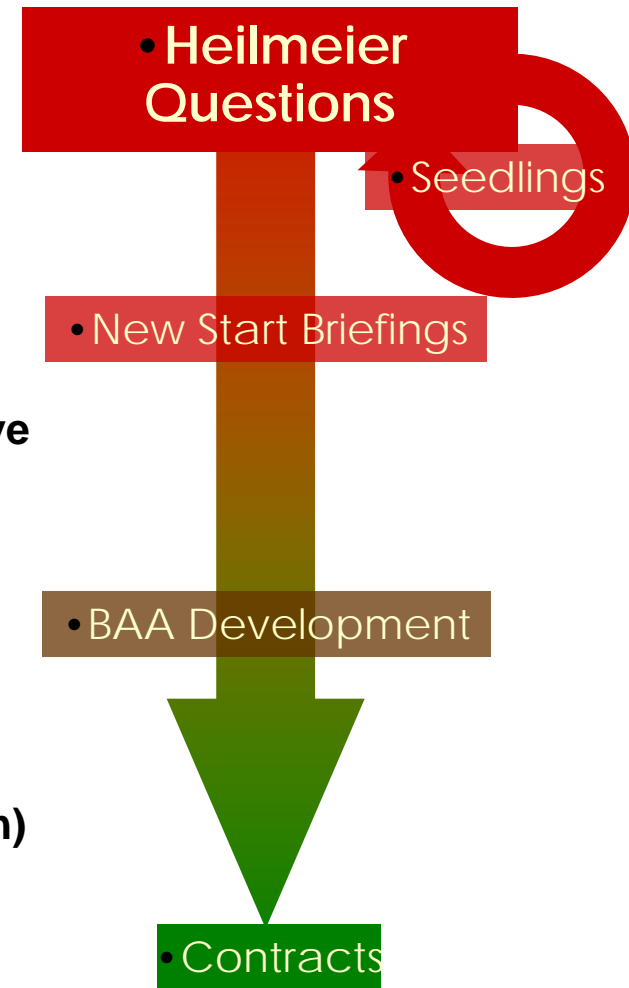 • Heilmeier
Questions
• Seedlings
• New Start Briefings
• BAA Development
• Contracts